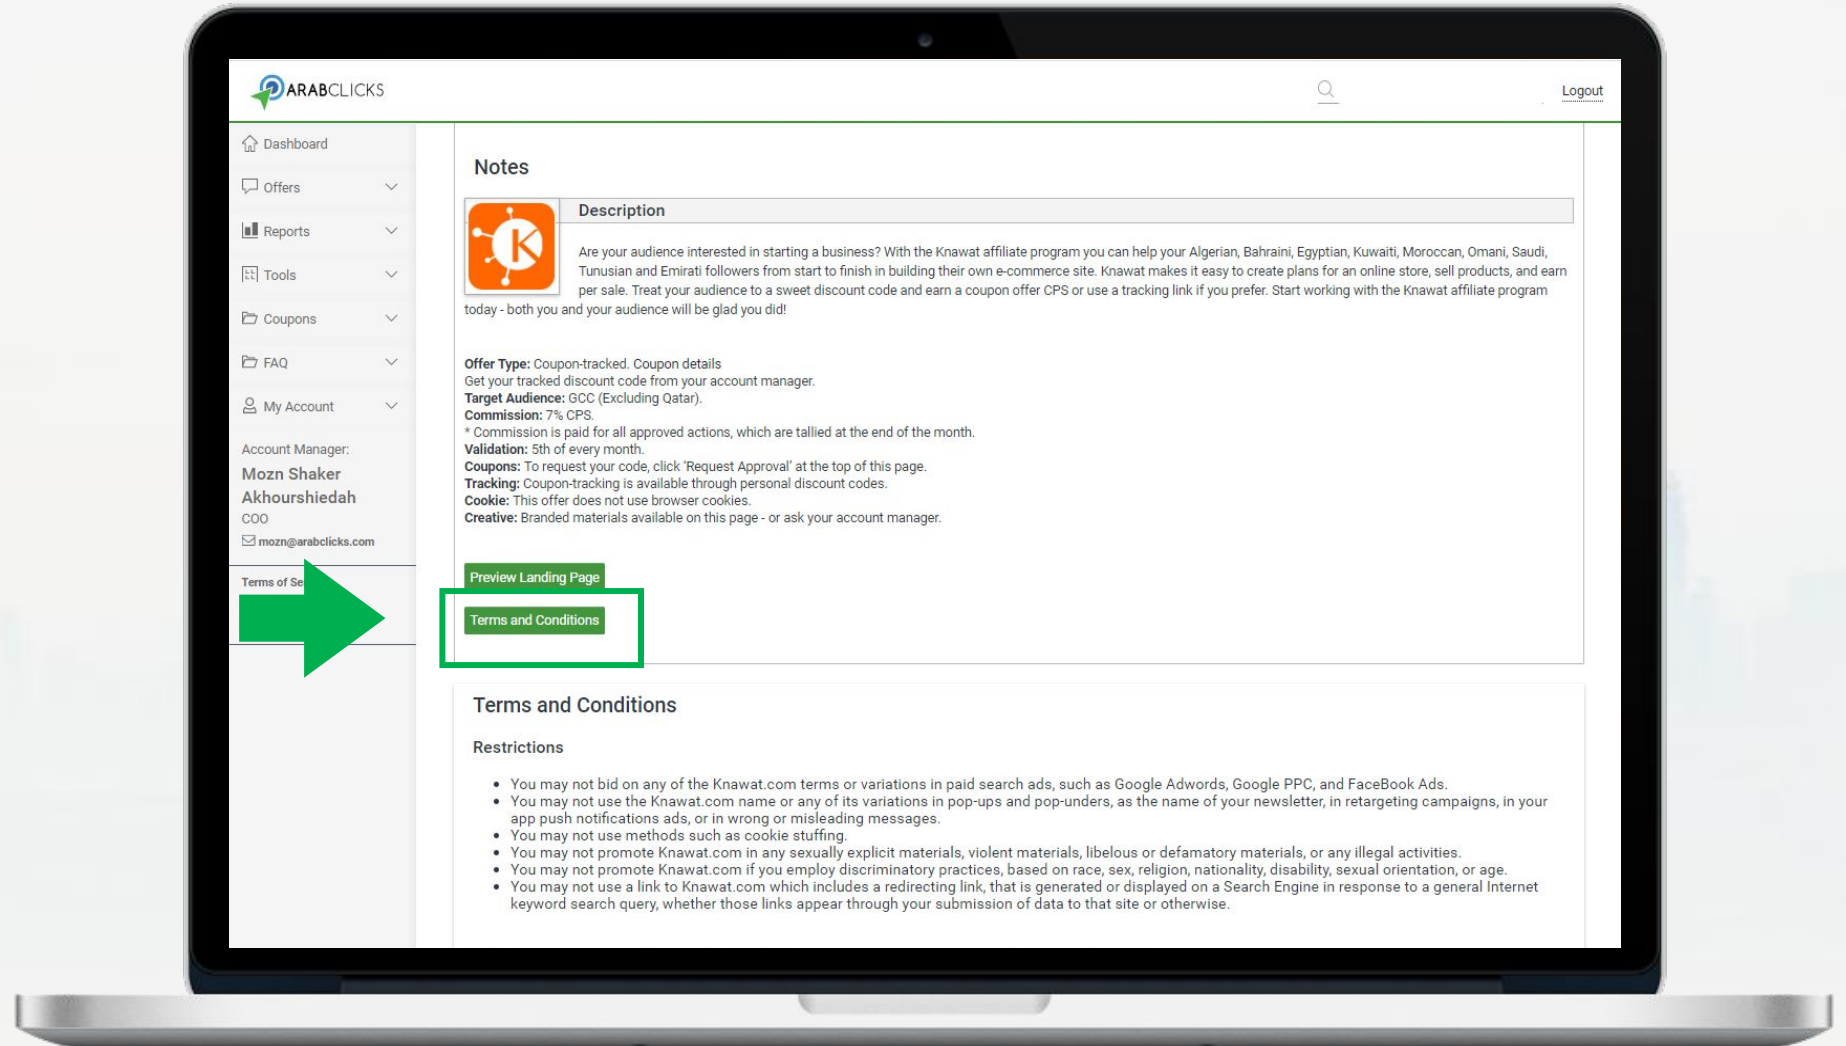 ARABCLICKS
Logout
Dashboard
Offers
Reports
Tools
Coupons
FAQ
My Account
Account Manager:
Mozn Shaker
Akhourshiedah
COO
mozn@arabclicks.com
Terms of Se
Notes
K
Description
Are your audience interested in starting a business? With the Knawat affiliate program you can help your Algerian, Bahraini, Egyptian, Kuwaiti, Moroccan, Omani, Saudi,
Tunusian and Emirati followers from start to finish in building their own e-commerce site. Knawat makes it easy to create plans for an online store, sell products, and earn
per sale. Treat your audience to a sweet discount code and earn a coupon offer CPS or use a tracking link if you prefer. Start working with the Knawat affiliate program
today - both you and your audience will be glad you did!
Offer Type: Coupon-tracked. Coupon details
Get your tracked discount code from your account manager.
Target Audience: GCC (Excluding Qatar).
Commission: 7% CPS.
* Commission is paid for all approved actions, which are tallied at the end of the month.
Validation: 5th of every month.
Coupons: To request your code, click 'Request Approval' at the top of this page.
Tracking: Coupon-tracking is available through personal discount codes.
Cookie: This offer does not use browser cookies.
Creative: Branded materials available on this page - or ask your account manager.
Preview Landing Page
Terms and Conditions
Terms and Conditions
Restrictions
• You may not bid on any of the Knawat.com terms or variations in paid search ads, such as Google Adwords, Google PPC, and FaceBook Ads.
• You may not use the Knawat.com name or any of its variations in pop-ups and pop-unders, as the name of your newsletter, in retargeting campaigns, in your
app push notifications ads, or in wrong or misleading messages.
• You may not use methods such as cookie stuffing.
• You may not promote Knawat.com in any sexually explicit materials, violent materials, libelous or defamatory materials, or any illegal activities.
• You may not promote Knawat.com if you employ discriminatory practices, based on race, sex, religion, nationality, disability, sexual orientation, or age.
• You may not use a link to Knawat.com which includes a redirecting link, that is generated or displayed on a Search Engine in response to a general Internet
keyword search query, whether those links appear through your submission of data to that site or otherwise.